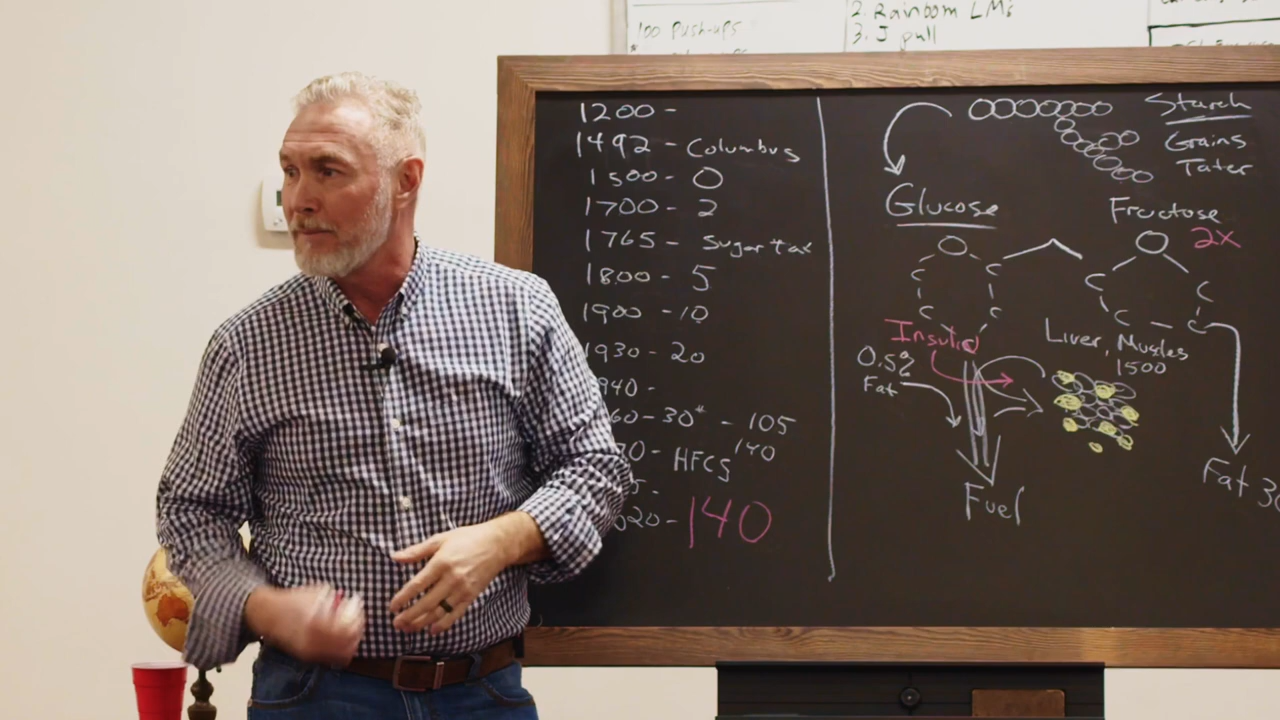 100 PUSH-UPS
2. Rainbom LMs
3. J pull
1200 -
1492 - Columbus
1500 - 0
1700 - 2
1765 - Sugar tax
1800 - 5
1900 - 10
1930 - 20
940 -
60 - 30* - 105
70 - HFCS 140
5 -
020 - 140
Starch
Grains
Tater
Glucose
Fructose
2x
O
O
C
C
C
C
C
C
C
C
Insulin
Liver, Muscles
1500
0.5%
Fat
Fuel
Fat 30